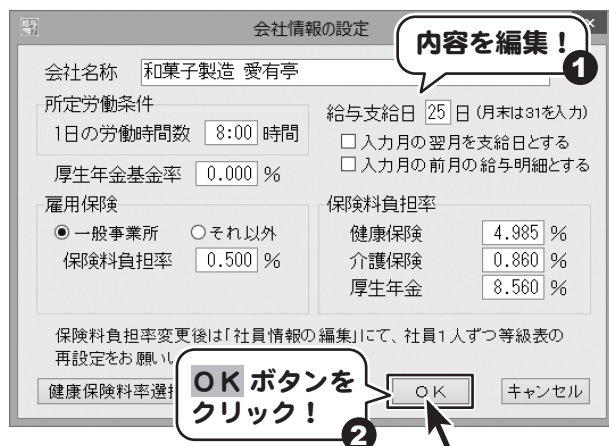 会社情報の設定
内容を編集！
1
会社名称 和菓子製造 愛有亭
所定労働条件
1日の労働時間数 8:00 時間
給与支給日 25 日 (月末は31を入力)
入力月の翌月を支給日とする
入力月の前月の給与明細とする
厚生年金基金率 0.000 %
雇用保険
一般事業所 それ以外
保険料負担率 0.500 %
保険料負担率
健康保険 4.985 %
介護保険 0.860 %
厚生年金 8.560 %
保険料負担率変更後は「社員情報の編集」にて、社員1人ずつ等級表の
再設定をお願いし
健康保険料率選
OKボタンを
クリック！
2
OK
キャンセル